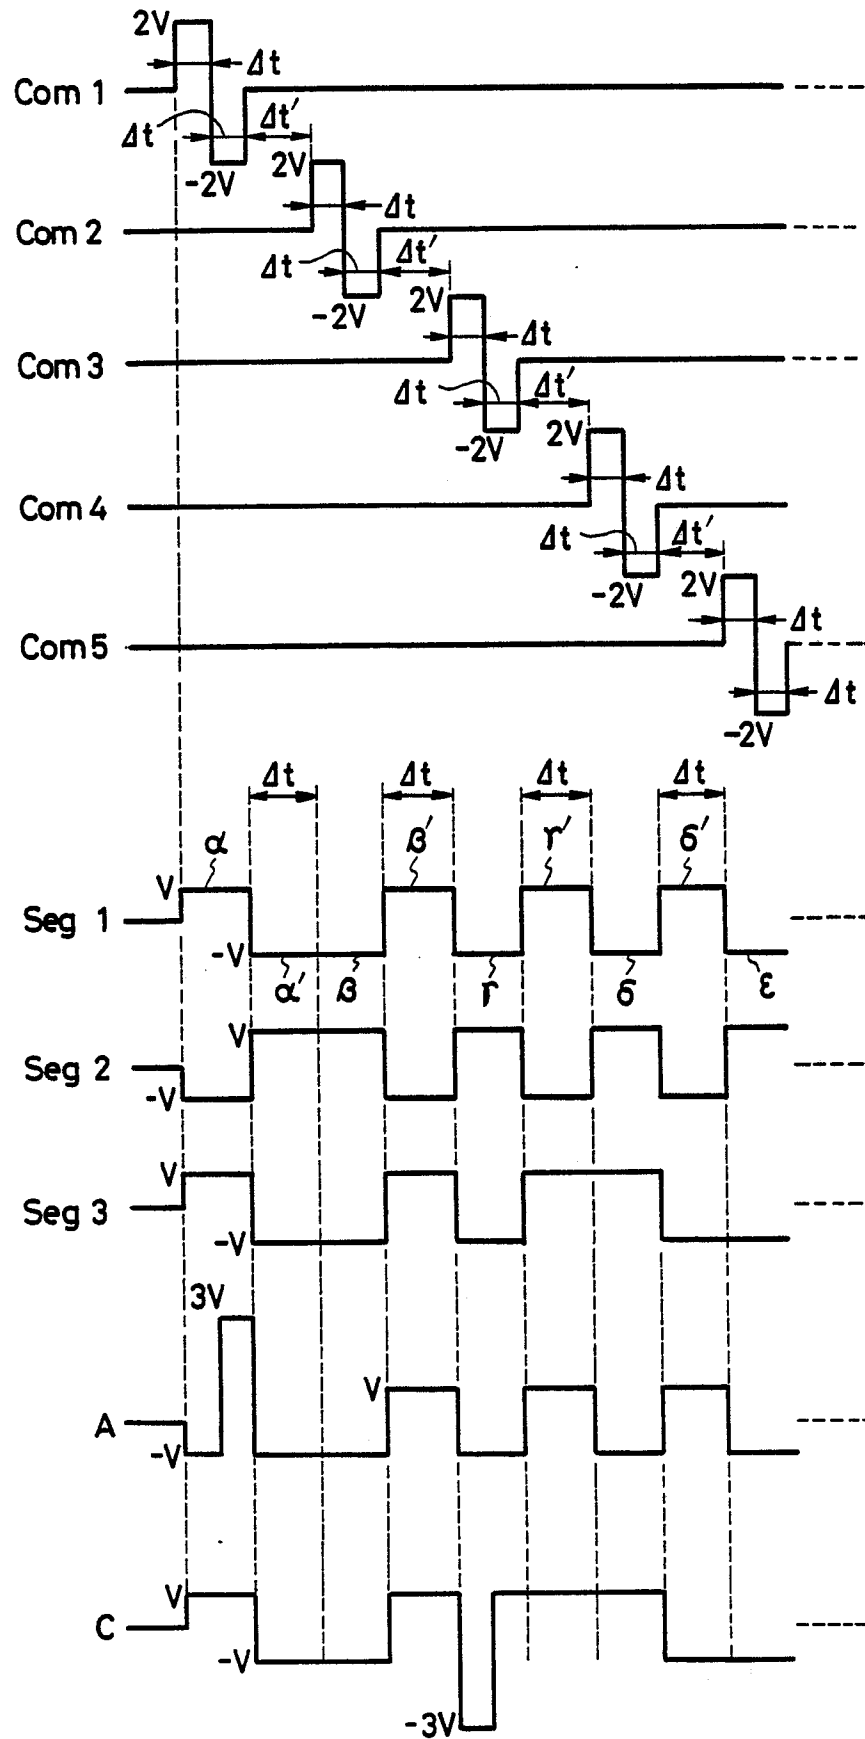 2V
Δt
Com 1
Δt
Δt′
-2V
2V
Δt
Com 2
Δt
Δt′
-2V
2V
Δt
Com 3
Δt
Δt′
-2V
2V
Δt
Com 4
Δt
Δt′
-2V
2V
Δt
Com 5
Δt
-2V
Δt Δt Δt Δt
α β′ γ′ δ′
V
Seg 1
-V
α′ β γ δ ε
V
Seg 2
-V
V
Seg 3
-V
3V
V
A
-V
V
C
-V
-3V